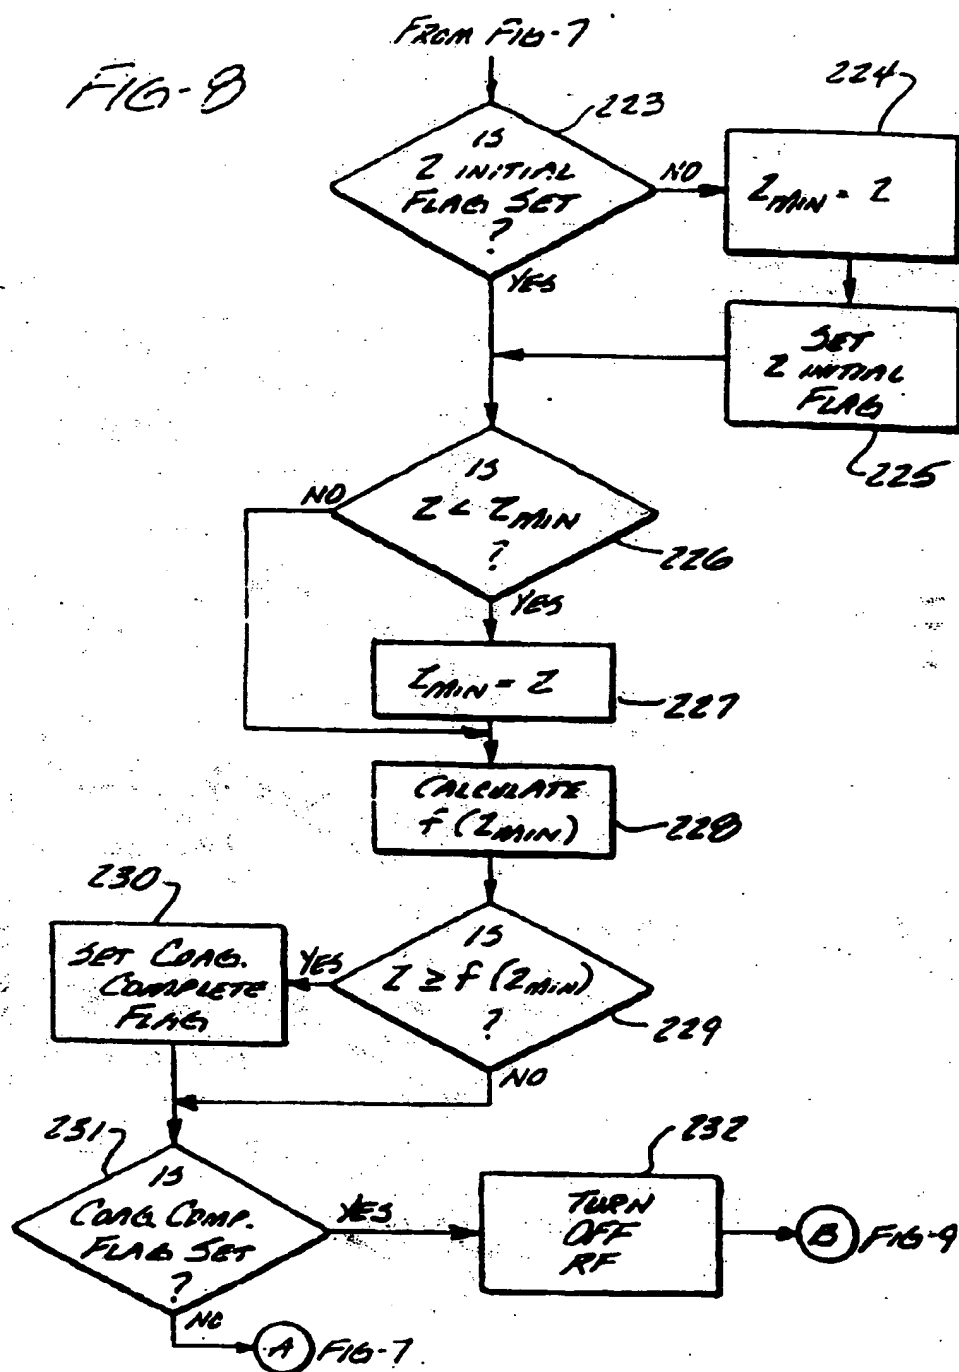 FROM FIG-7
FIG-8
223
224
IS
Z INITIAL
FLAG SET
?
NO
YES
ZMIN = Z
SET
Z INITIAL
FLAG
225
IS
Z < ZMIN
?
NO
226
YES
ZMIN = Z
227
CALCULATE
f (ZMIN)
228
230
SET COAG.
COMPLETE
FLAG
YES
IS
Z ≥ f (ZMIN)
?
229
NO
231
IS
COAG. COMP.
FLAG SET
?
YES
NO
232
TURN
OFF
RF
B FIG-9
A FIG-7